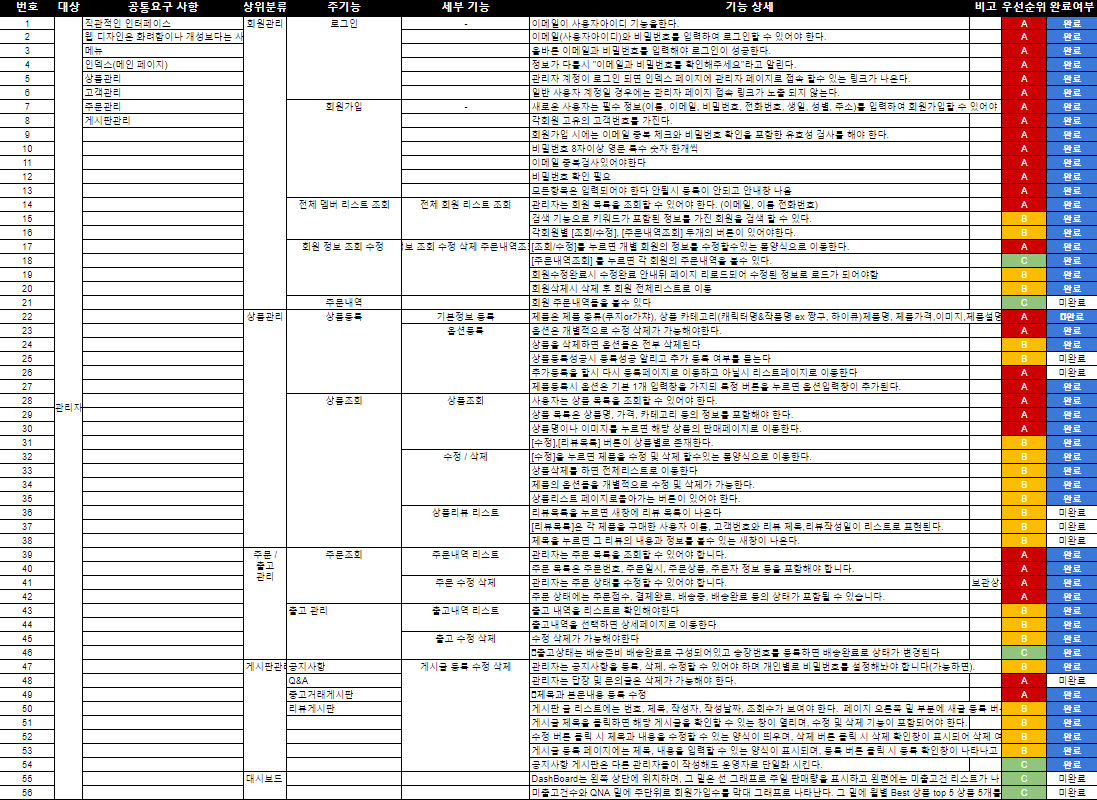 번호 대상 공통요구 사항 상위분류 주기능 세부 기능 기능 상세 비고 우선순위 완료여부
1 직관적인 인터페이스 회원관리 로그인 - 이메일이 사용자아이디 기능을한다. A 완료
2 웹 디자인은 화려함이나 개성보다는 사 이메일(사용자아이디)와 비밀번호를 입력하여 로그인할 수 있어야 한다. A 완료
3 메뉴 올바른 이메일과 비밀번호를 입력해야 로그인이 성공한다. A 완료
4 인덱스(메인 페이지) 정보가 다를시 "이메일과 비밀번호를 확인해주세요"라고 알린다. A 완료
5 상품관리 관리자 계정이 로그인 되면 인덱스 페이지에 관리자 페이지로 접속 할수 있는 링크가 나온다. A 완료
6 고객관리 일반 사용자 계정일 경우에는 관리자 페이지 접속 링크가 노출 되지 않는다. A 완료
7 주문관리 회원가입 - 새로운 사용자는 필수 정보(이름, 이메일, 비밀번호, 전화번호, 생일, 성별, 주소)를 입력하여 회원가입할 수 있어야 A 완료
8 게시판관리 각회원 고유의 고객번호를 가진다. A 완료
9 회원가입 시에는 이메일 중복 체크와 비밀번호 확인을 포함한 유효성 검사를 해야 한다. A 완료
10 비밀번호 8자이상 영문 특수 숫자 한개씩 A 완료
11 이메일 중복검사있어야한다 A 완료
12 비밀번호 확인 필요 A 완료
13 모든항목은 입력되어야 한다 안될시 등록이 안되고 안내창 나옴 A 완료
14 전체 멤버 리스트 조회 전체 회원 리스트 조회 관리자는 회원 목록을 조회할 수 있어야 한다. (이메일, 이름 전화번호) A 완료
15 검색 기능으로 키워드가 포함된 정보를 가진 회원을 검색 할 수 있다. B 완료
16 각회원별 [조회/수정], [주문내역조회] 두개의 버튼이 있어야한다. B 완료
17 회원 정보 조회 수정 보 조회 수정 삭제 주문내역조회 [조회/수정]를 누르면 개별 회원의 정보를 수정할수있는 폼양식으로 이동한다. A 완료
18 [주문내역조회] 를 누르면 각 회원의 주문내역을 볼수 있다. C 완료
19 회원수정완료시 수정완료 안내뒤 페이지 리로드되어 수정된 정보로 로드가 되어야함 B 완료
20 회원삭제시 삭제 후 회원 전체리스트로 이동 B 완료
21 주문내역 회원 주문내역들을 볼수 있다 C 미완료
22 상품관리 상품등록 기본정보 등록 제품은 제품 종류(쿠지or가챠), 상품 카테고리(캐릭터명&작품명 ex 짱구, 하이큐)제품명, 제품가격,이미지,제품설명 A 완료
23 옵션등록 옵션은 개별적으로 수정 삭제가 가능해야한다. A 완료
24 상품을 삭제하면 옵션들은 전부 삭제된다 B 완료
25 상품등록성공시 등록성공 알리고 추가 등록 여부를 묻는다 B 미완료
26 추가등록을 할시 다시 등록페이지로 이동하고 아닐시 리스트페이지로 이동한다 A 미완료
27 제품등록시 옵션은 기본 1개 입력창을 가지되 특정 버튼을 누르면 옵션입력창이 추가된다. A 완료
관리자
28 상품조회 상품조회 사용자는 상품 목록을 조회할 수 있어야 한다. A 완료
29 상품 목록은 상품명, 가격, 카테고리 등의 정보를 포함해야 한다. A 완료
30 상품명이나 이미지를 누르면 해당 상품의 판매페이지로 이동한다. A 완료
31 [수정],[리뷰목록] 버튼이 상품별로 존재한다. B 완료
32 수정 / 삭제 [수정]을 누르면 제품을 수정 및 삭제 할수있는 폼양식으로 이동한다. B 완료
33 상품삭제를 하면 전체리스트로 이동한다 B 완료
34 제품의 옵션들을 개별적으로 수정 및 삭제가 가능한다. B 완료
35 상품리스트 페이지로돌아가는 버튼이 있어야 한다. B 완료
36 상품리뷰 리스트 리뷰목록을 누르면 새창에 리뷰 목록이 나온다 B 미완료
37 [리뷰목록]은 각 제품을 구매한 사용자 이름, 고객번호와 리뷰 제목,리뷰작성일이 리스트로 표현된다. B 미완료
38 제목을 누르면 그 리뷰의 내용과 정보를 볼수 있는 새창이 나온다. B 미완료
39 주문 / 출고 관리 주문조회 주문내역 리스트 관리자는 주문 목록을 조회할 수 있어야 합니다. A 완료
40 주문 목록은 주문번호, 주문일시, 주문상품, 주문자 정보 등을 포함해야 합니다. A 완료
41 주문 수정 삭제 관리자는 주문 상태를 수정할 수 있어야 합니다. 보관상 A 완료
42 주문 상태에는 주문접수, 결제완료, 배송중, 배송완료 등의 상태가 포함될 수 있습니다. A 완료
43 출고 관리 출고내역 리스트 출고 내역을 리스트로 확인해야한다 B 완료
44 출고내역을 선택하면 상세페이지로 이동한다 B 완료
45 출고 수정 삭제 수정 삭제가 가능해야한다 B 완료
46 출고상태는 배송준비 배송완료로 구성되어있고 송장번호를 등록하면 배송완료로 상태가 변경된다 C 완료
47 게시판관리 공지사항 게시글 등록 수정 삭제 관리자는 공지사항을 등록, 삭제, 수정할 수 있어야 하며 개인별로 비밀번호를 설정해놔야 합니다(가능하면). B 완료
48 Q&A 관리자는 답장 및 문의글은 삭제가 가능해야 한다. A 미완료
49 중고거래게시판 제목과 본문내용 등록 수정 A 완료
50 리뷰게시판 게시판 글 리스트에는 번호, 제목, 작성자, 작성날짜, 조회수가 보여야 한다. 페이지 오른쪽 밑 부분에 새글 등록 버 B 완료
51 게시글 제목을 클릭하면 해당 게시글을 확인할 수 있는 창이 열리며, 수정 및 삭제 기능이 포함되어야 한다. B 완료
52 수정 버튼 클릭 시 제목과 내용을 수정할 수 있는 양식이 띄우며, 삭제 버튼 클릭 시 삭제 확인창이 표시되어 삭제 여 B 완료
53 게시글 등록 페이지에는 제목, 내용을 입력할 수 있는 양식이 표시되며, 등록 버튼 클릭 시 등록 확인창이 나타나고 B 완료
54 공지사항 게시판은 다른 관리자들이 작성해도 운영자로 단일화 시킨다. C 완료
55 대시보드 DashBoard는 왼쪽 상단에 위치하며, 그 밑은 선 그래프로 주일 판매량을 표시하고 왼편에는 미출고건 리스트가 나 C 미완료
56 미출고건수와 QNA 밑에 주단위로 회원가입수를 막대 그래프로 나타난다. 그 밑에 월별 Best 상품 top 5 상품 5개를 C 미완료